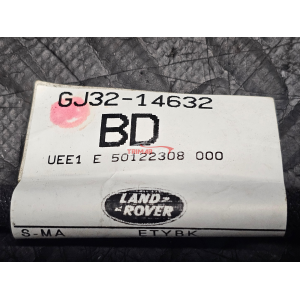 GJ32-14632
BD
UEE1 E 50122308 000
LAND
ROVER
S-MA ETYBK